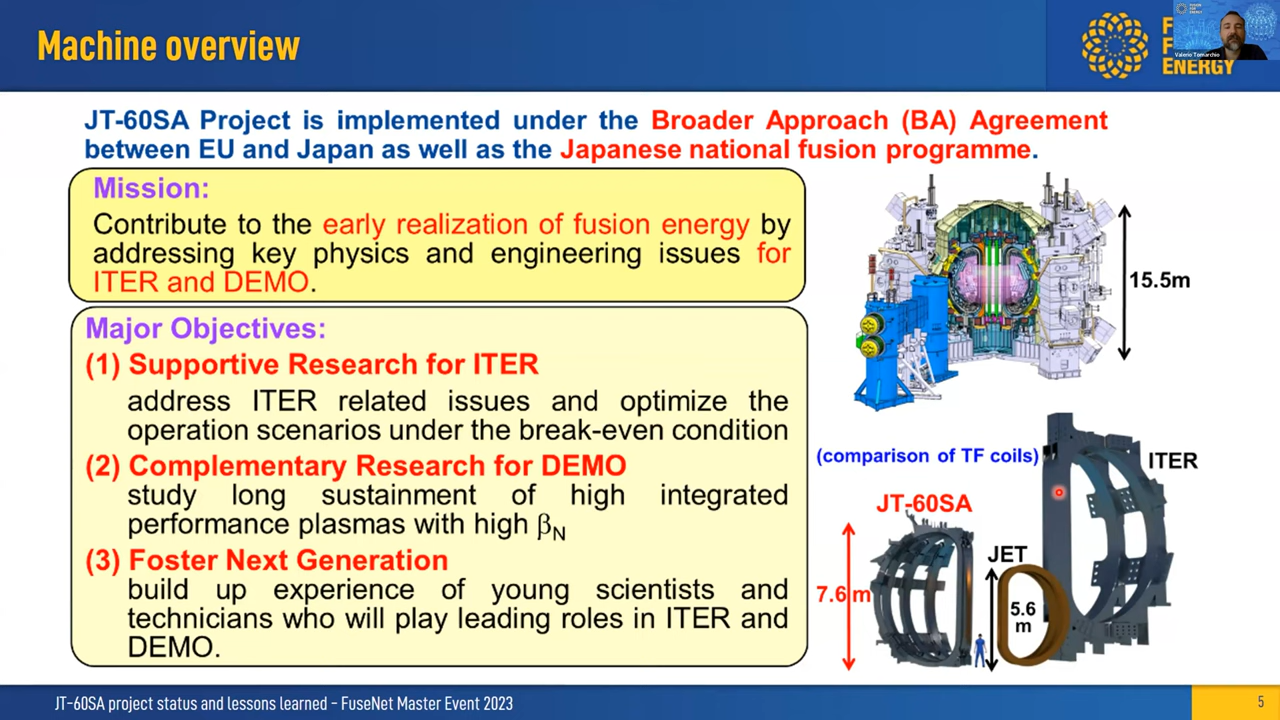 Machine overview
FUSION
FOR
ENERGY
Valerio Tomarchio
JT-60SA Project is implemented under the Broader Approach (BA) Agreement
between EU and Japan as well as the Japanese national fusion programme.
Mission:
Contribute to the early realization of fusion energy by
addressing key physics and engineering issues for
ITER and DEMO.
Major Objectives:
(1) Supportive Research for ITER
address ITER related issues and optimize the
operation scenarios under the break-even condition
(2) Complementary Research for DEMO
study long sustainment of high integrated
performance plasmas with high βN
(3) Foster Next Generation
build up experience of young scientists and
technicians who will play leading roles in ITER and
DEMO.
15.5m
(comparison of TF coils)
ITER
JT-60SA
JET
7.6 m
5.6
m
JT-60SA project status and lessons learned - FuseNet Master Event 2023
5